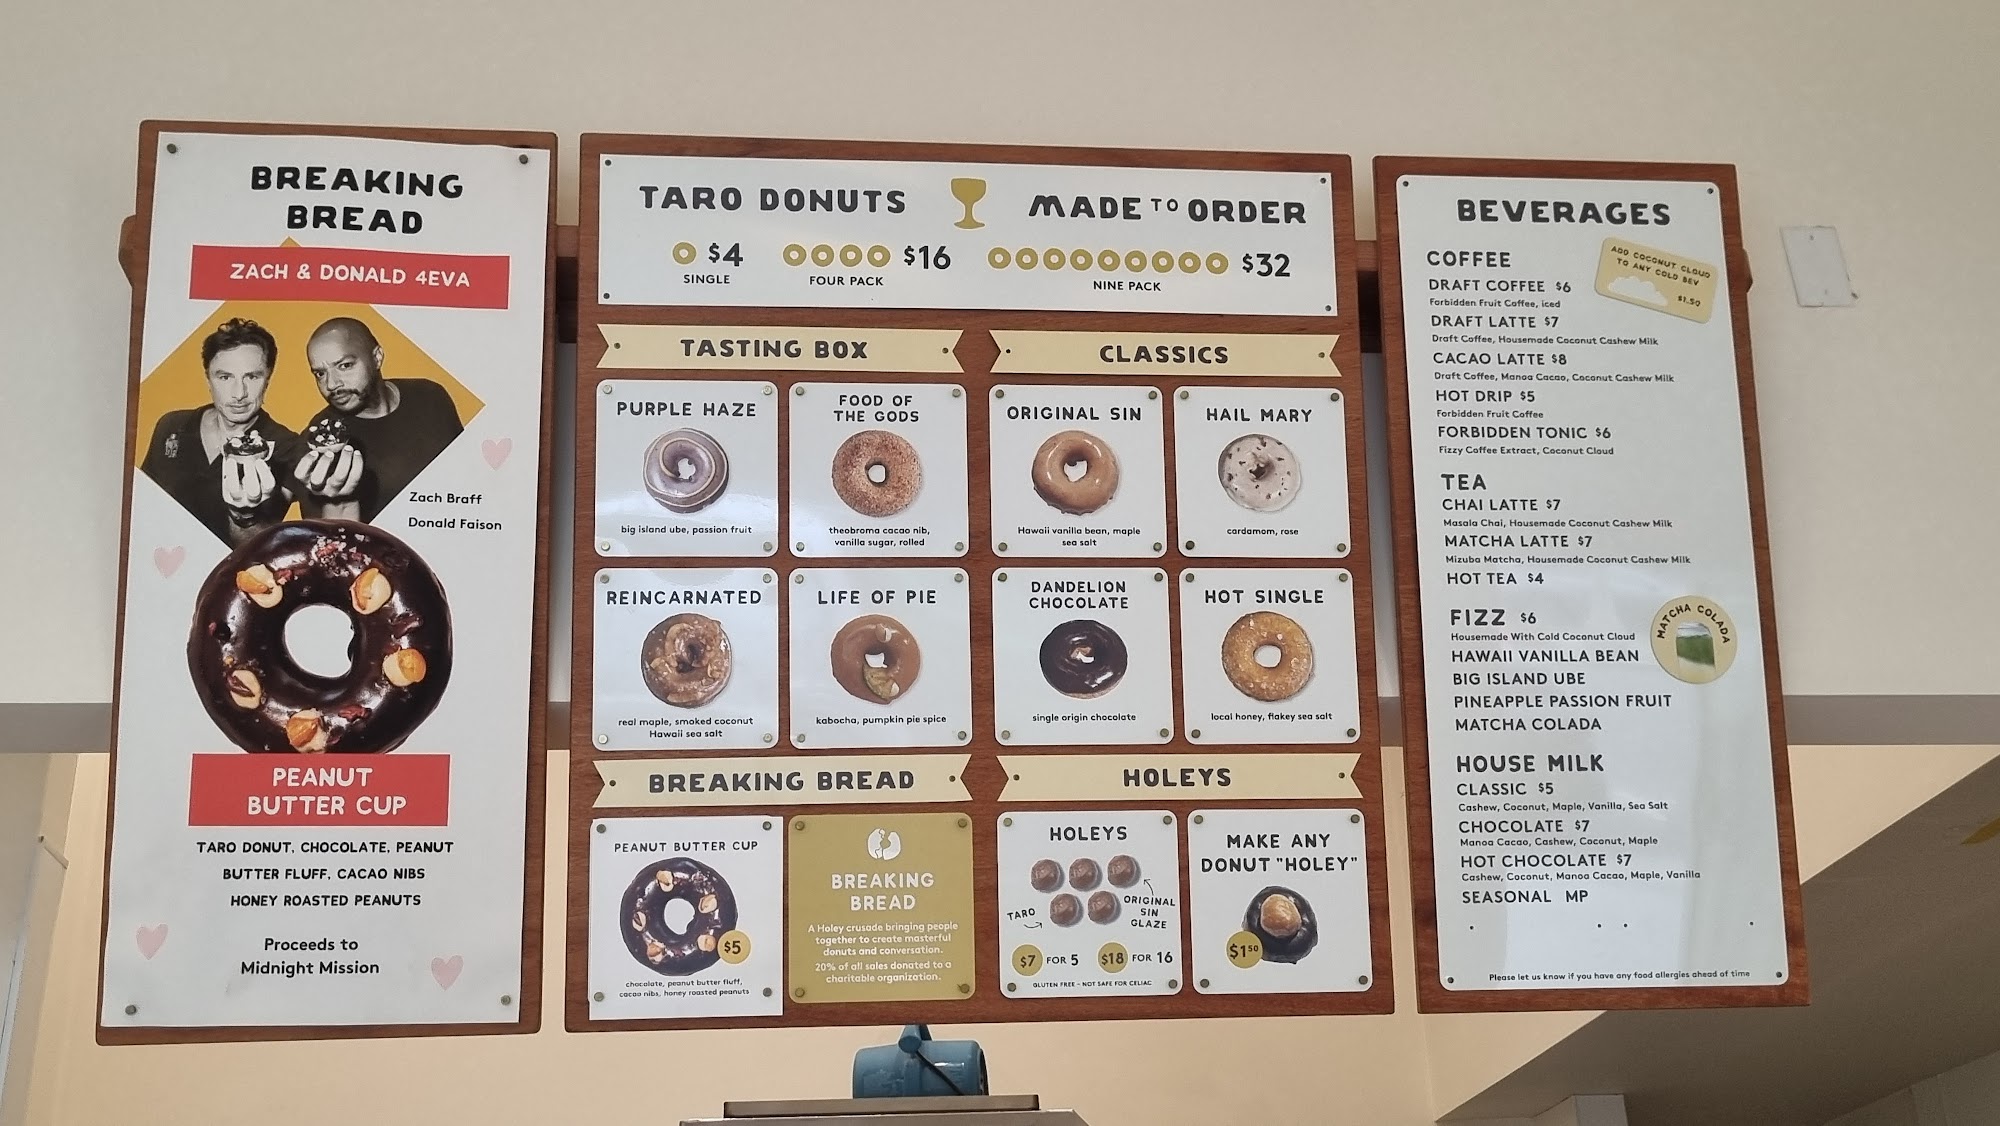 BREAKING
BREAD
ZACH & DONALD 4EVA
Zach Braff
Donald Faison
PEANUT
BUTTER CUP
TARO DONUT, CHOCOLATE, PEANUT
BUTTER FLUFF, CACAO NIBS
HONEY ROASTED PEANUTS
Proceeds to
Midnight Mission
TARO DONUTS
MADE TO ORDER
$4
SINGLE
$16
FOUR PACK
$32
NINE PACK
TASTING BOX
PURPLE HAZE
big island ube, passion fruit
FOOD OF
THE GODS
theobroma cacao nib,
vanilla sugar, rolled
REINCARNATED
real maple, smoked coconut
Hawaii sea salt
LIFE OF PIE
kabocha, pumpkin pie spice
CLASSICS
ORIGINAL SIN
Hawaii vanilla bean, maple
sea salt
HAIL MARY
cardamom, rose
DANDELION
CHOCOLATE
single origin chocolate
HOT SINGLE
local honey, flakey sea salt
BREAKING BREAD
PEANUT BUTTER CUP
$5
chocolate, peanut butter fluff,
cacao nibs, honey roasted peanuts
BREAKING
BREAD
A Holey crusade bringing people
together to create masterful
donuts and conversation.
20% of all sales donated to a
charitable organization.
HOLEYS
HOLEYS
TARO
ORIGINAL
SIN
GLAZE
$7 FOR 5 $18 FOR 16
GLUTEN FREE - NOT SAFE FOR CELIAC
MAKE ANY
DONUT "HOLEY"
$1 50
BEVERAGES
ADD COCONUT CLOUD
TO ANY COLD BEV
$1.50
COFFEE
DRAFT COFFEE $6
Forbidden Fruit Coffee, iced
DRAFT LATTE $7
Draft Coffee, Housemade Coconut Cashew Milk
CACAO LATTE $8
Draft Coffee, Manoa Cacao, Coconut Cashew Milk
HOT DRIP $5
Forbidden Fruit Coffee
FORBIDDEN TONIC $6
Fizzy Coffee Extract, Coconut Cloud
TEA
CHAI LATTE $7
Masala Chai, Housemade Coconut Cashew Milk
MATCHA LATTE $7
Mizuba Matcha, Housemade Coconut Cashew Milk
HOT TEA $4
FIZZ $6
Housemade With Cold Coconut Cloud
HAWAII VANILLA BEAN
BIG ISLAND UBE
PINEAPPLE PASSION FRUIT
MATCHA COLADA
MATCHA COLADA
HOUSE MILK
CLASSIC $5
Cashew, Coconut, Maple, Vanilla, Sea Salt
CHOCOLATE $7
Manoa Cacao, Cashew, Coconut, Maple
HOT CHOCOLATE $7
Cashew, Coconut, Manoa Cacao, Maple, Vanilla
SEASONAL MP
Please let us know if you have any food allergies ahead of time